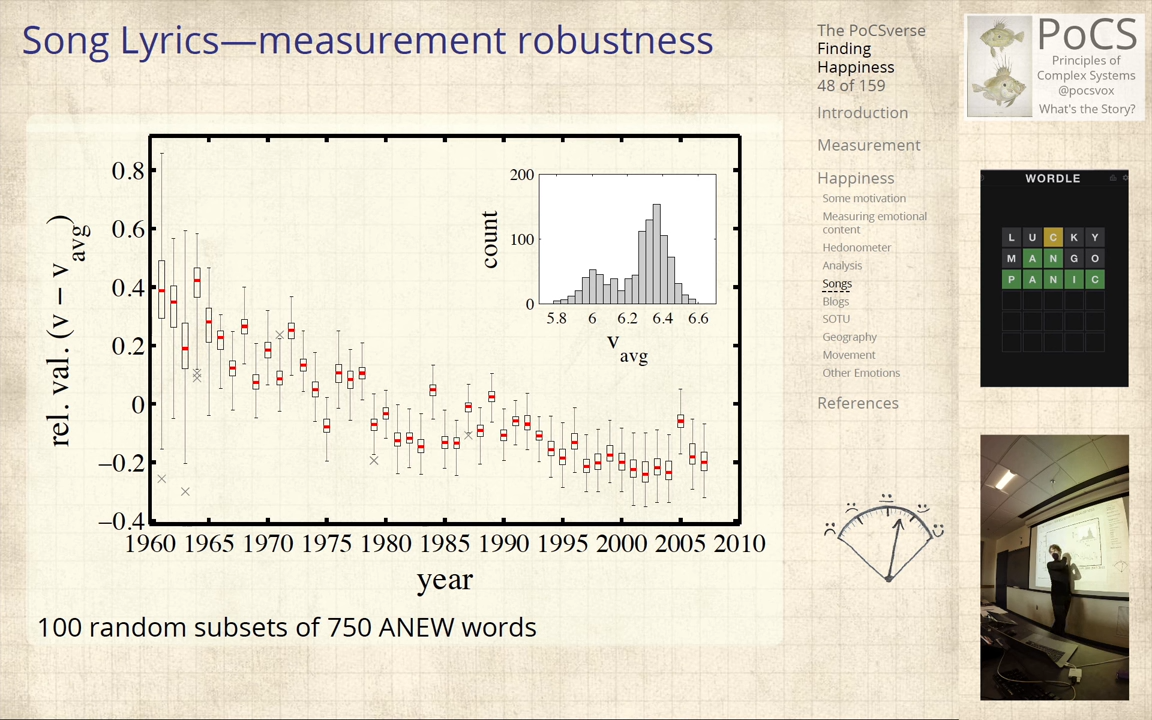 Song Lyrics—measurement robustness
0.8
0.6
0.4
0.2
0
−0.2
−0.4
rel. val. (v − v_avg)
1960 1965 1970 1975 1980 1985 1990 1995 2000 2005 2010
year
200
100
0
count
5.8 6 6.2 6.4 6.6
v_avg
100 random subsets of 750 ANEW words
The PoCSverse
Finding
Happiness
48 of 159
Introduction
Measurement
Happiness
Some motivation
Measuring emotional
content
Hedonometer
Analysis
Songs
Blogs
SOTU
Geography
Movement
Other Emotions
References
PoCS
Principles of
Complex Systems
@pocsvox
What's the Story?
WORDLE
L U C K Y
M A N G O
P A N I C